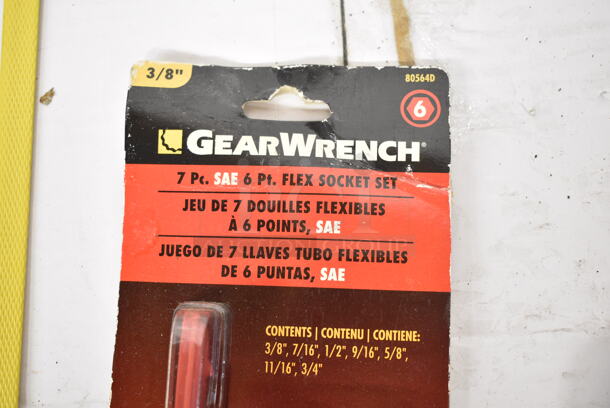 3/8"
80564D
6
GEARWRENCH®
7 Pc. SAE 6 Pt. FLEX SOCKET SET
JEU DE 7 DOUILLES FLEXIBLES
À 6 POINTS, SAE
JUEGO DE 7 LLAVES TUBO FLEXIBLES
DE 6 PUNTAS, SAE
CONTENTS | CONTENU | CONTIENE:
3/8", 7/16", 1/2", 9/16", 5/8",
11/16", 3/4"